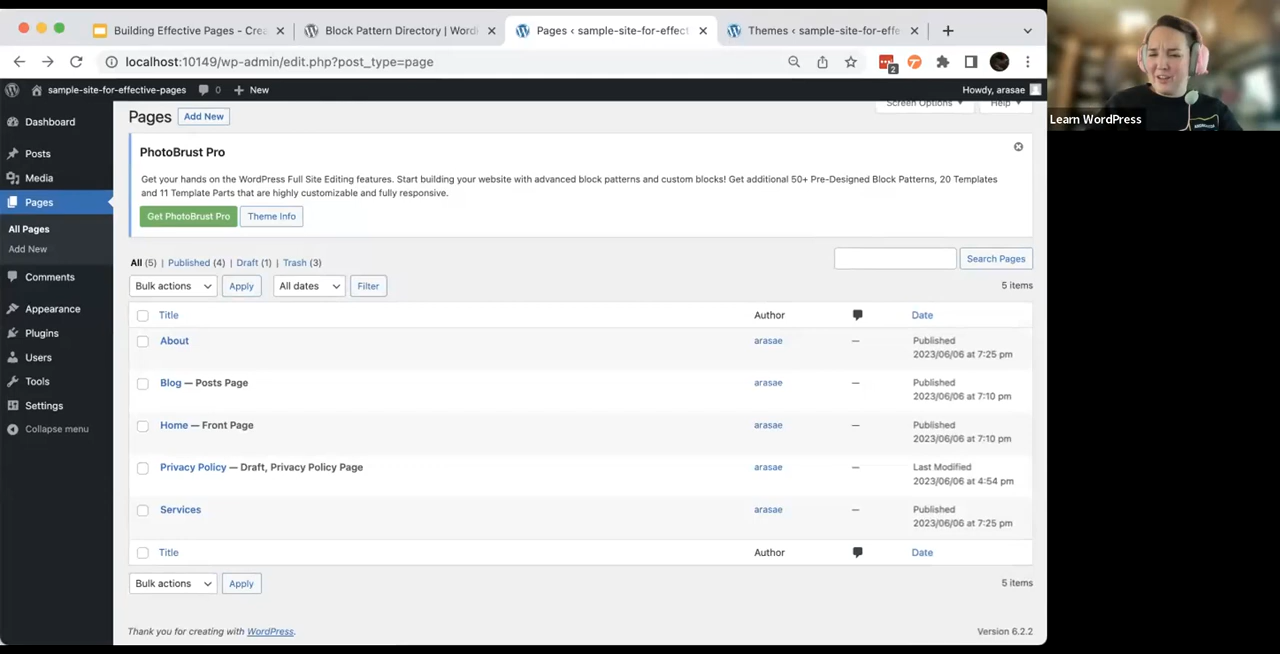 Building Effective Pages - Crea
Block Pattern Directory | Word
Pages ‹ sample-site-for-effect
Themes ‹ sample-site-for-effe
localhost:10149/wp-admin/edit.php?post_type=page
2
sample-site-for-effective-pages 0 New
Howdy, arasae
Learn WordPress
Dashboard
Posts
Media
Pages
All Pages
Add New
Comments
Appearance
Plugins
Users
Tools
Settings
Collapse menu
Screen Options
Help
Pages Add New
PhotoBrust Pro
Get your hands on the WordPress Full Site Editing features. Start building your website with advanced block patterns and custom blocks! Get additional 50+ Pre-Designed Block Patterns, 20 Templates
and 11 Template Parts that are highly customizable and fully responsive.
Get PhotoBrust Pro Theme Info
All (5) | Published (4) | Draft (1) | Trash (3)
Search Pages
Bulk actions Apply All dates Filter
5 items
Title Author Date
About arasae — Published
2023/06/06 at 7:25 pm
Blog — Posts Page arasae — Published
2023/06/06 at 7:10 pm
Home — Front Page arasae — Published
2023/06/06 at 7:10 pm
Privacy Policy — Draft, Privacy Policy Page arasae — Last Modified
2023/06/06 at 4:54 pm
Services arasae — Published
2023/06/06 at 7:25 pm
Title Author Date
Bulk actions Apply
5 items
Thank you for creating with WordPress.
Version 6.2.2